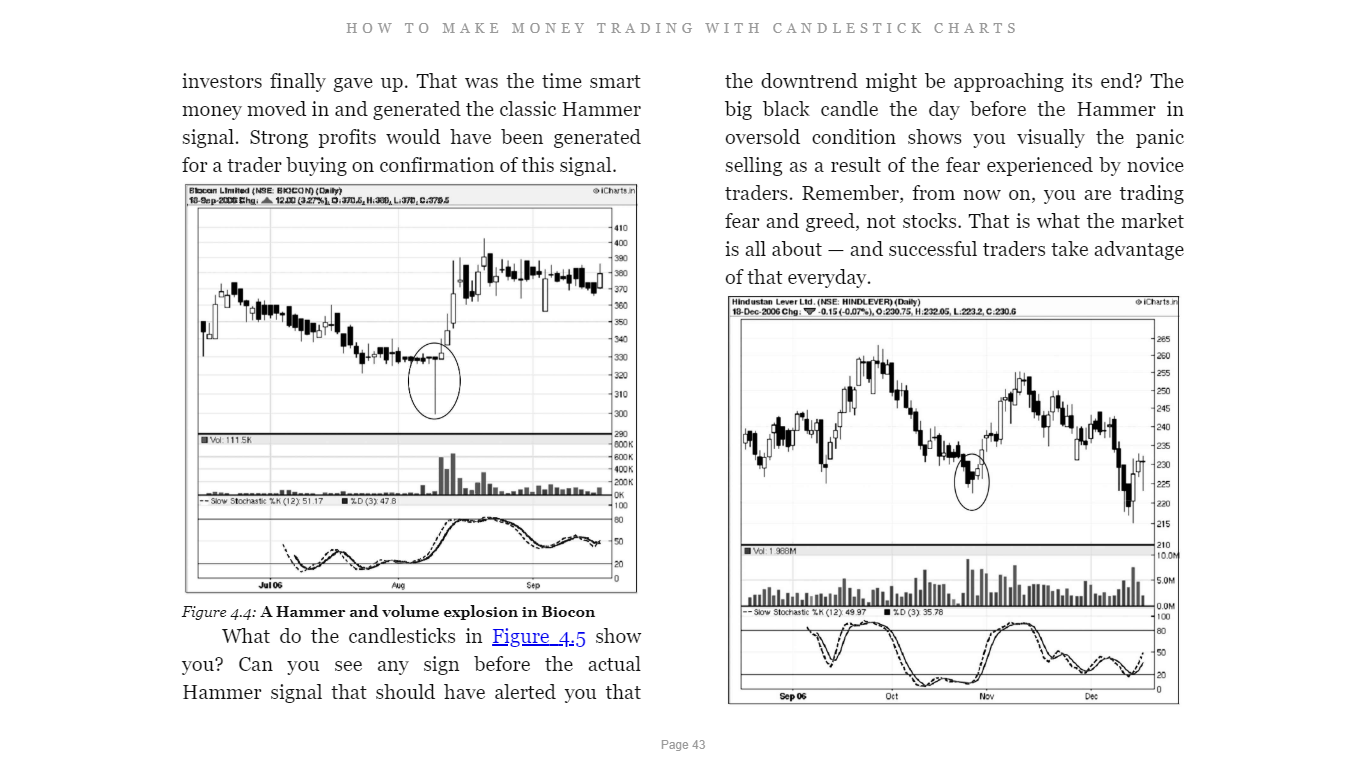 HOW TO MAKE MONEY TRADING WITH CANDLESTICK CHARTS
investors finally gave up. That was the time smart
money moved in and generated the classic Hammer
signal. Strong profits would have been generated
for a trader buying on confirmation of this signal.
Biocon Limited (NSE: BIOCON) (Daily)
© iCharts.in
18-Sep-2006 Chg: 12.00 (3.27%), O:370.5, H:380, L:370, C:379.5
410
400
390
380
370
360
350
340
330
320
310
300
290
Vol: 111.5K
800K
600K
400K
200K
0K
Slow Stochastic %K (12): 51.17 %D (3): 47.8
100
80
50
20
0
Jul 06 Aug Sep
Figure 4.4: A Hammer and volume explosion in Biocon
What do the candlesticks in Figure 4.5 show
you? Can you see any sign before the actual
Hammer signal that should have alerted you that
the downtrend might be approaching its end? The
big black candle the day before the Hammer in
oversold condition shows you visually the panic
selling as a result of the fear experienced by novice
traders. Remember, from now on, you are trading
fear and greed, not stocks. That is what the market
is all about — and successful traders take advantage
of that everyday.
Hindustan Lever Ltd. (NSE: HINDLEVER) (Daily)
© iCharts.in
18-Dec-2006 Chg: -0.15 (-0.07%), O:230.75, H:232.05, L:223.2, C:230.6
265
260
255
250
245
240
235
230
225
220
215
210
Vol: 1.988M
10.0M
5.0M
0.0M
Slow Stochastic %K (12): 49.97 %D (3): 35.78
100
80
50
20
0
Sep 06 Oct Nov Dec
Page 43